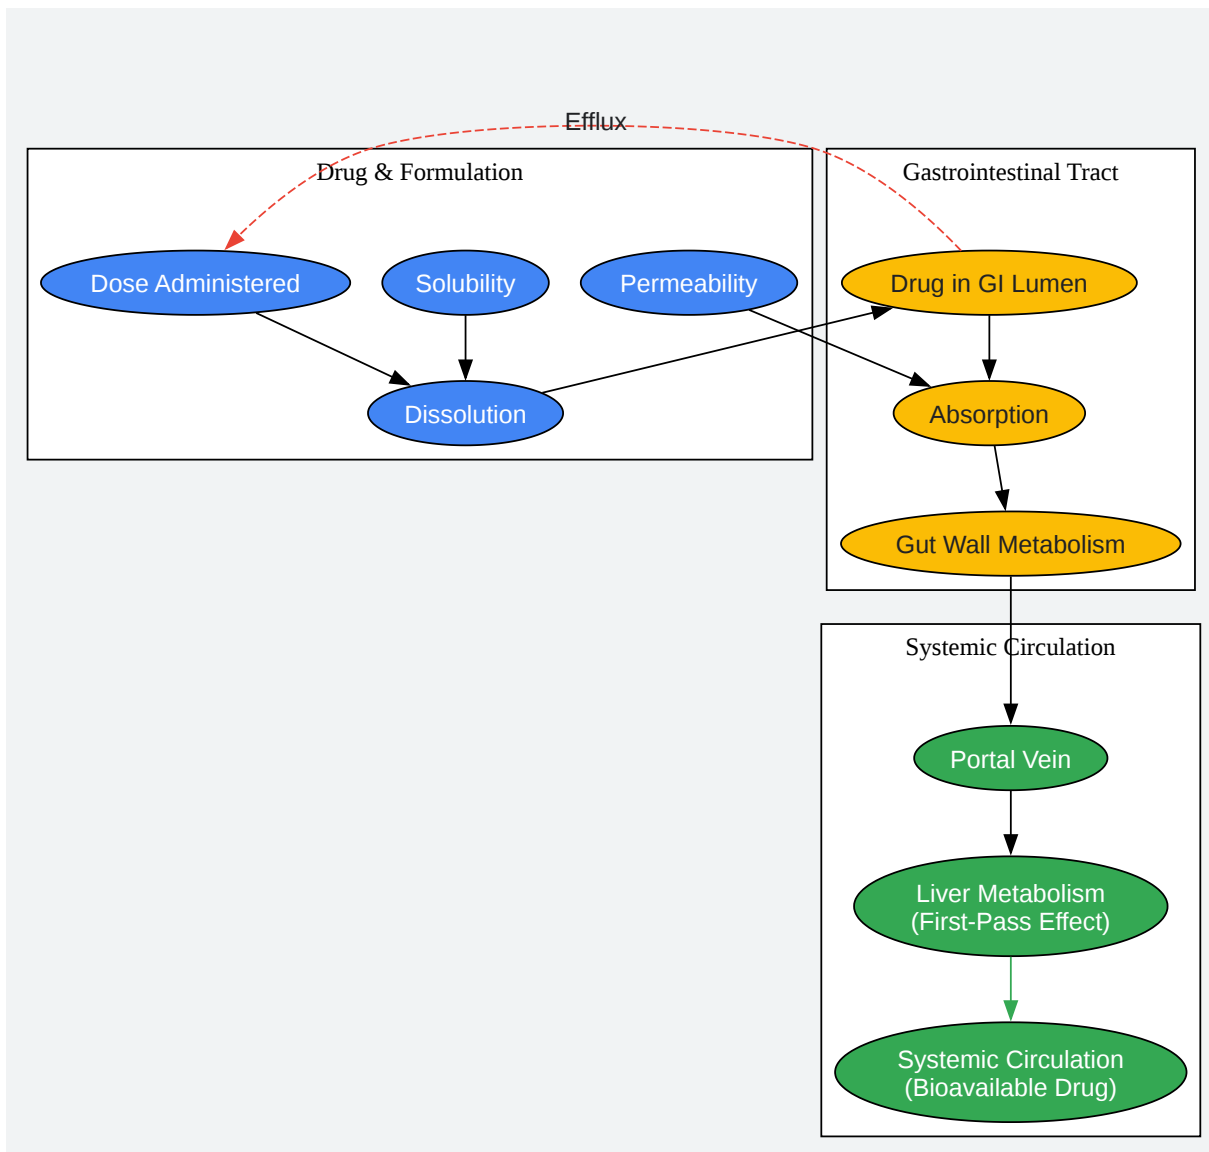 Efflux
Drug & Formulation
Gastrointestinal Tract
Dose Administered
Solubility
Permeability
Drug in GI Lumen
Dissolution
Absorption
Gut Wall Metabolism
Systemic Circulation
Portal Vein
Liver Metabolism
(First-Pass Effect)
Systemic Circulation
(Bioavailable Drug)